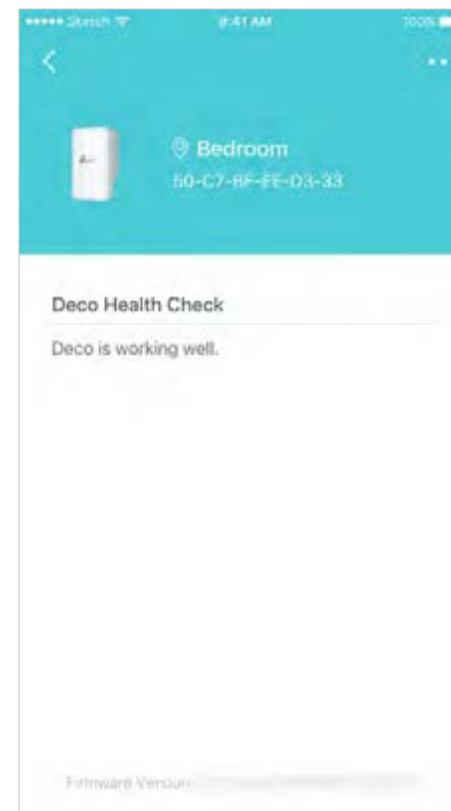 Sketch 9:41 AM 100%
Bedroom
50-C7-BF-EE-D3-33
Deco Health Check
Deco is working well.
Firmware Version: